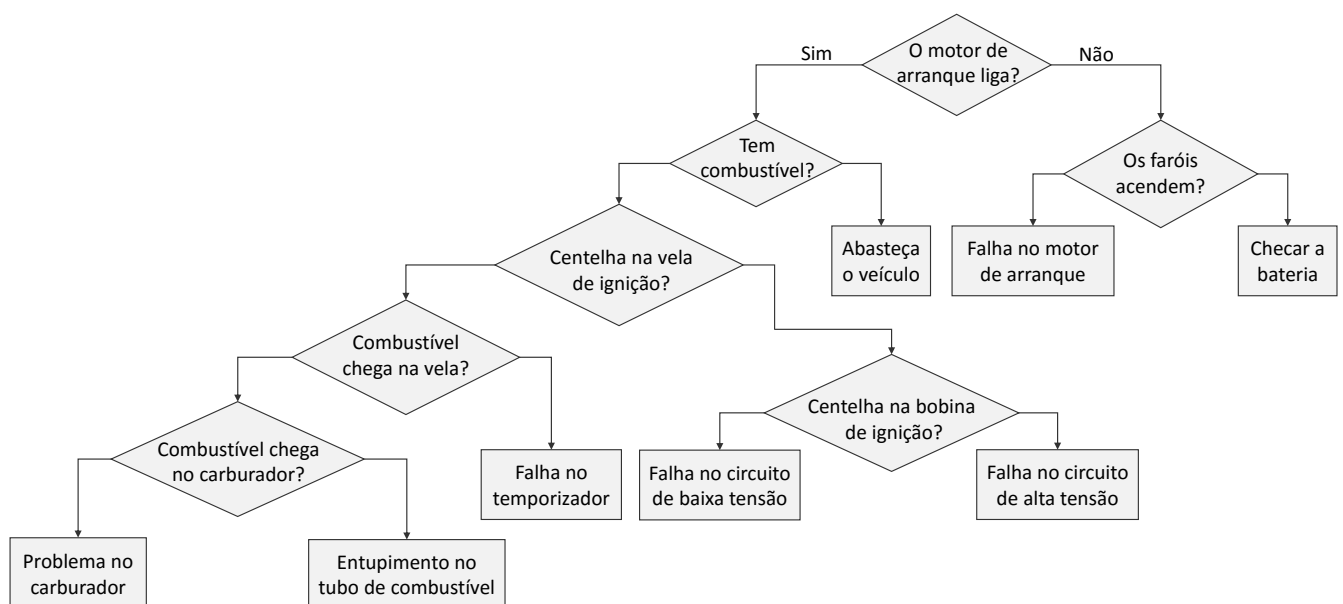 Sim
O motor de
arranque liga?
Não
Tem
combustível?
Os faróis
acendem?
Centelha na vela
de ignição?
Abasteça
o veículo
Falha no motor
de arranque
Checar a
bateria
Combustível
chega na vela?
Centelha na bobina
de ignição?
Combustível chega
no carburador?
Falha no
temporizador
Falha no circuito
de baixa tensão
Falha no circuito
de alta tensão
Problema no
carburador
Entupimento no
tubo de combustível